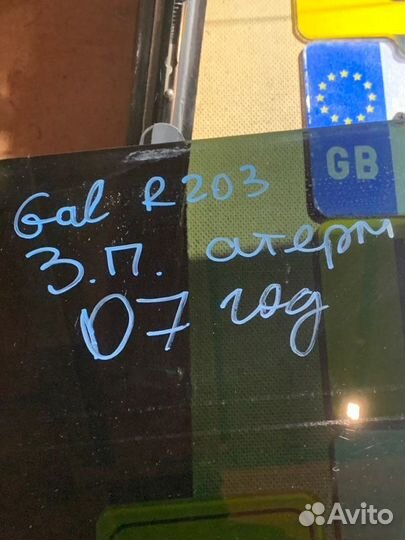 GB
Gal R203
З.П. атерм
07 год
Avito